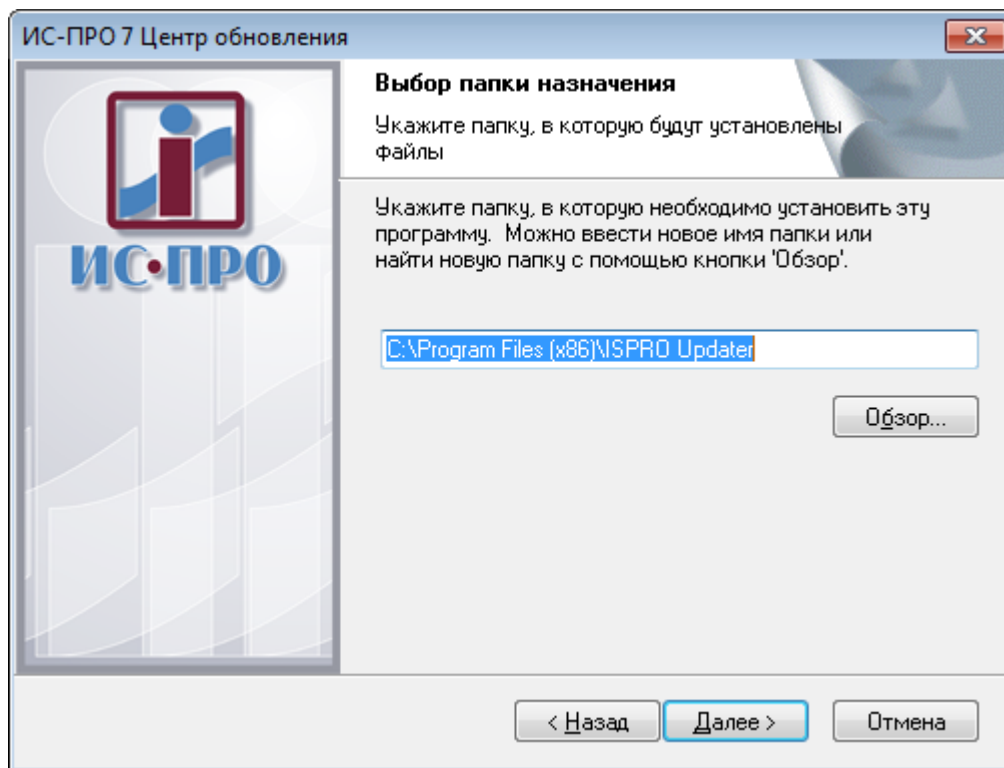 ИС-ПРО 7 Центр обновления
ИС•ПРО
Выбор папки назначения
Укажите папку, в которую будут установлены
файлы
Укажите папку, в которую необходимо установить эту
программу.  Можно ввести новое имя папки или
найти новую папку с помощью кнопки 'Обзор'.
C:\Program Files (x86)\ISPRO Updater
Обзор...
< Назад
Далее >
Отмена